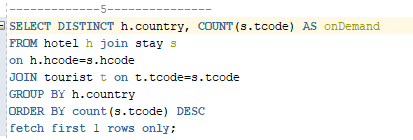 -------------5---------------
SELECT DISTINCT h.country, COUNT(s.tcode) AS onDemand
FROM hotel h join stay s
on h.hcode=s.hcode
JOIN tourist t on t.tcode=s.tcode
GROUP BY h.country
ORDER BY count(s.tcode) DESC
fetch first 1 rows only;